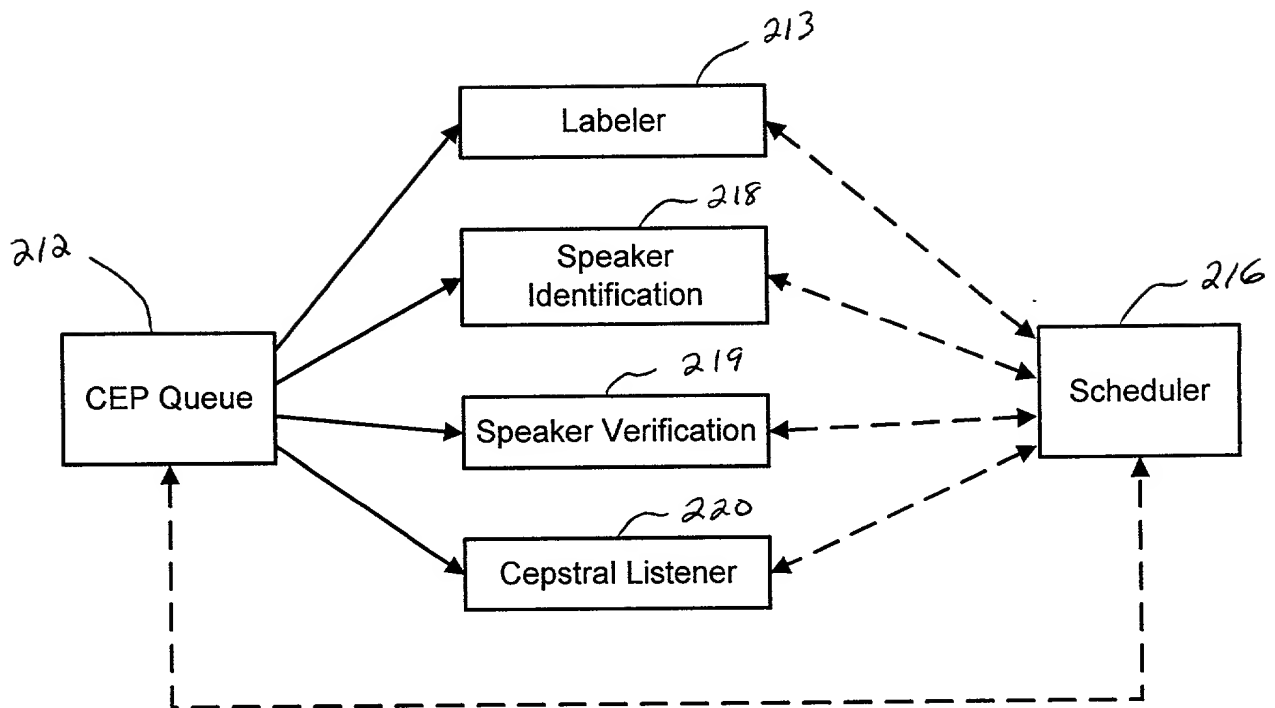 213
Labeler
218
Speaker
Identification
212
216
CEP Queue
219
Speaker Verification
Scheduler
220
Cepstral Listener